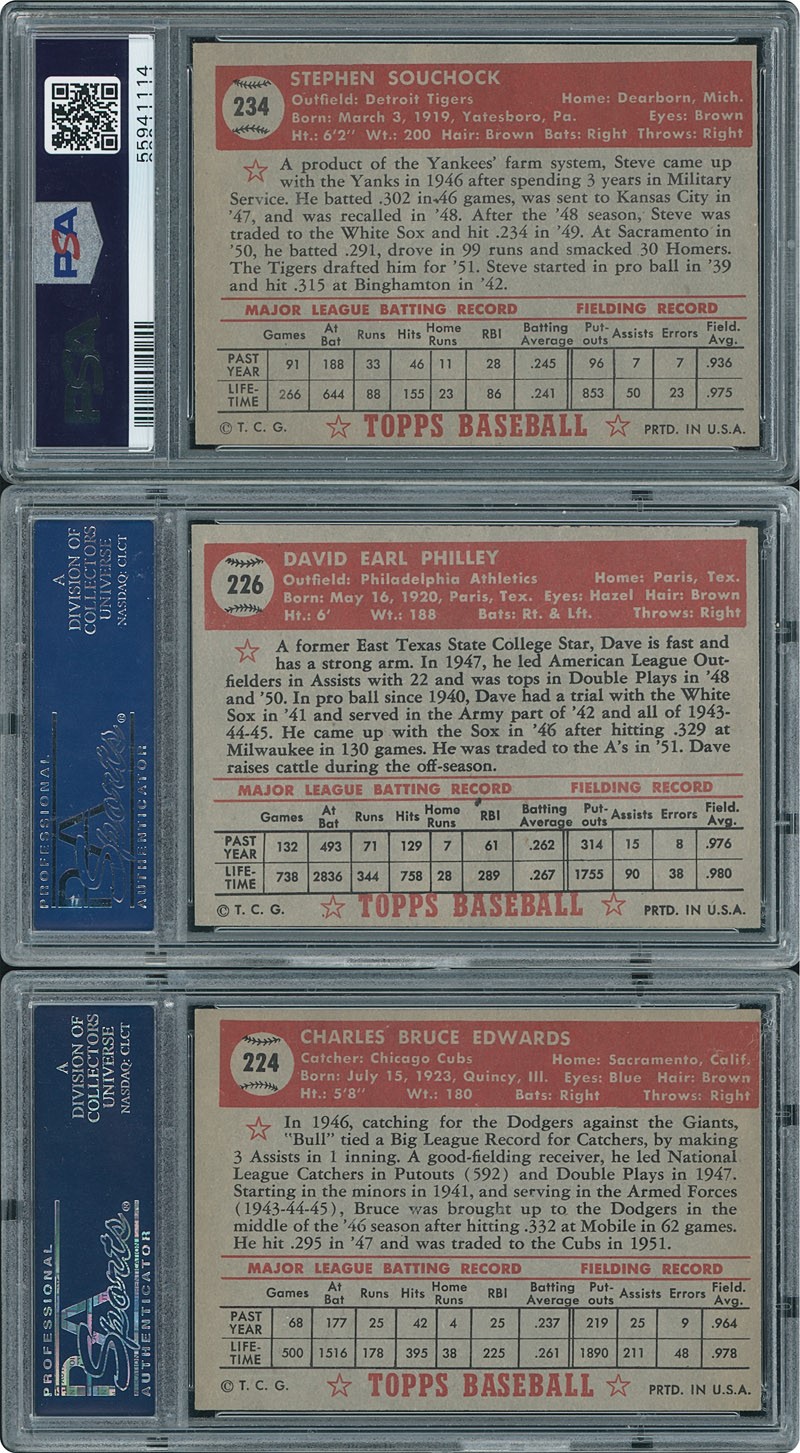 55941114
PSA
PSA
234
STEPHEN SOUCHOCK
Outfield: Detroit Tigers Home: Dearborn, Mich.
Born: March 3, 1919, Yatesboro, Pa. Eyes: Brown
Ht.: 6'2" Wt.: 200 Hair: Brown Bats: Right Throws: Right
A product of the Yankees' farm system, Steve came up
with the Yanks in 1946 after spending 3 years in Military
Service. He batted .302 in 46 games, was sent to Kansas City in
'47, and was recalled in '48. After the '48 season, Steve was
traded to the White Sox and hit .234 in '49. At Sacramento in
'50, he batted .291, drove in 99 runs and smacked 30 Homers.
The Tigers drafted him for '51. Steve started in pro ball in '39
and hit .315 at Binghamton in '42.
MAJOR LEAGUE BATTING RECORD FIELDING RECORD
Games At Bat Runs Hits Home Runs RBI Batting Average Put-outs Assists Errors Field. Avg.
PAST YEAR 91 188 33 46 11 28 .245 96 7 7 .936
LIFE-TIME 266 644 88 155 23 86 .241 853 50 23 .975
© T. C. G. TOPPS BASEBALL PRTD. IN U.S.A.
A
DIVISION OF
COLLECTORS
UNIVERSE
NASDAQ: CLCT
PROFESSIONAL
PSA
Sports®
AUTHENTICATOR
226
DAVID EARL PHILLEY
Outfield: Philadelphia Athletics Home: Paris, Tex.
Born: May 16, 1920, Paris, Tex. Eyes: Hazel Hair: Brown
Ht.: 6' Wt.: 188 Bats: Rt. & Lft. Throws: Right
A former East Texas State College Star, Dave is fast and
has a strong arm. In 1947, he led American League Out-
fielders in Assists with 22 and was tops in Double Plays in '48
and '50. In pro ball since 1940, Dave had a trial with the White
Sox in '41 and served in the Army part of '42 and all of 1943-
44-45. He came up with the Sox in '46 after hitting .329 at
Milwaukee in 130 games. He was traded to the A's in '51. Dave
raises cattle during the off-season.
MAJOR LEAGUE BATTING RECORD FIELDING RECORD
Games At Bat Runs Hits Home Runs RBI Batting Average Put-outs Assists Errors Field. Avg.
PAST YEAR 132 493 71 129 7 61 .262 314 15 8 .976
LIFE-TIME 738 2836 344 758 28 289 .267 1755 90 38 .980
© T. C. G. TOPPS BASEBALL PRTD. IN U.S.A.
A
DIVISION OF
COLLECTORS
UNIVERSE
NASDAQ: CLCT
PROFESSIONAL
PSA
Sports®
AUTHENTICATOR
224
CHARLES BRUCE EDWARDS
Catcher: Chicago Cubs Home: Sacramento, Calif.
Born: July 15, 1923, Quincy, Ill. Eyes: Blue Hair: Brown
Ht.: 5'8" Wt.: 180 Bats: Right Throws: Right
In 1946, catching for the Dodgers against the Giants,
"Bull" tied a Big League Record for Catchers, by making
3 Assists in 1 inning. A good-fielding receiver, he led National
League Catchers in Putouts (592) and Double Plays in 1947.
Starting in the minors in 1941, and serving in the Armed Forces
(1943-44-45), Bruce was brought up to the Dodgers in the
middle of the '46 season after hitting .332 at Mobile in 62 games.
He hit .295 in '47 and was traded to the Cubs in 1951.
MAJOR LEAGUE BATTING RECORD FIELDING RECORD
Games At Bat Runs Hits Home Runs RBI Batting Average Put-outs Assists Errors Field. Avg.
PAST YEAR 68 177 25 42 4 25 .237 219 25 9 .964
LIFE-TIME 500 1516 178 395 38 225 .261 1890 211 48 .978
© T. C. G. TOPPS BASEBALL PRTD. IN U.S.A.